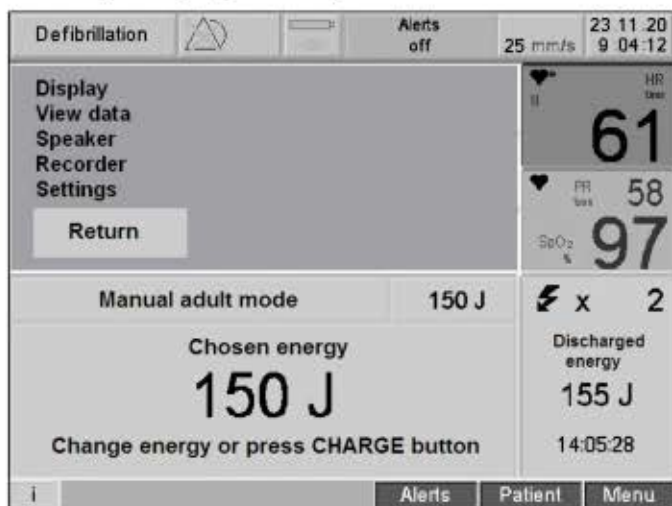 Defibrillation
Alerts
off
25 mm/s
23 11 20
9 04:12
Display
View data
Speaker
Recorder
Settings
Return
HR
II
61
PR
58
SpO2
%
97
Manual adult mode
150 J
x 2
Chosen energy
150 J
Change energy or press CHARGE button
Discharged
energy
155 J
14:05:28
i
Alerts
Patient
Menu